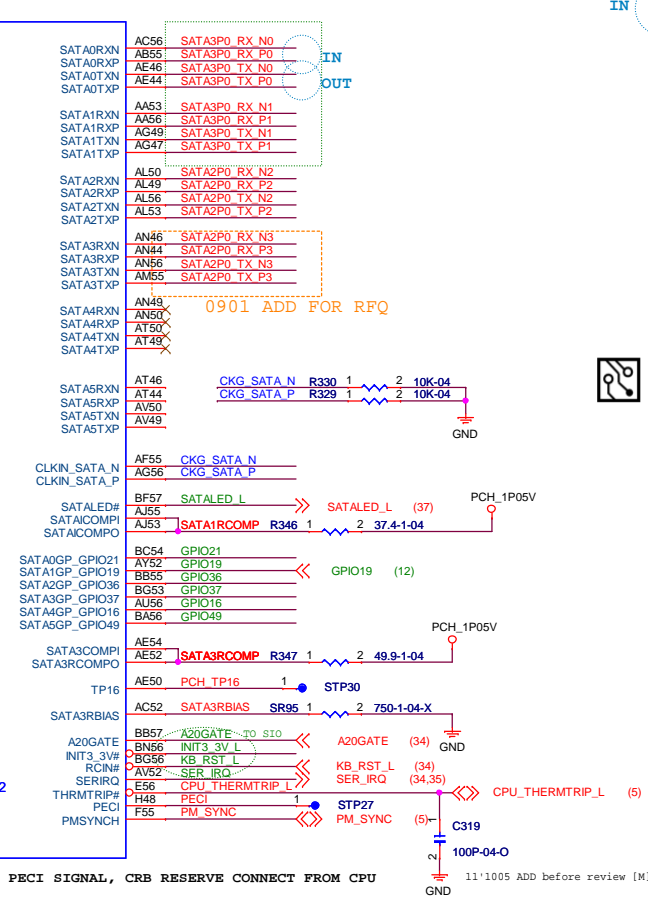 IN
SATA0RXN AC56 SATA3P0_RX_N0
SATA0RXP AB55 SATA3P0_RX_P0 IN
SATA0TXN AE46 SATA3P0_TX_N0
SATA0TXP AE44 SATA3P0_TX_P0 OUT
SATA1RXN AA53 SATA3P0_RX_N1
SATA1RXP AA56 SATA3P0_RX_P1
SATA1TXN AG49 SATA3P0_TX_N1
SATA1TXP AG47 SATA3P0_TX_P1
SATA2RXN AL50 SATA2P0_RX_N2
SATA2RXP AL49 SATA2P0_RX_P2
SATA2TXN AL56 SATA2P0_TX_N2
SATA2TXP AL53 SATA2P0_TX_P2
SATA3RXN AN46 SATA2P0_RX_N3
SATA3RXP AN44 SATA2P0_RX_P3
SATA3TXN AN56 SATA2P0_TX_N3
SATA3TXP AM55 SATA2P0_TX_P3
0901 ADD FOR RFQ
SATA4RXN AN49
SATA4RXP AN50
SATA4TXN AT50
SATA4TXP AT49
SATA5RXN AT46 CKG_SATA_N R330 1 2 10K-04
SATA5RXP AT44 CKG_SATA_P R329 1 2 10K-04
SATA5TXN AV50
SATA5TXP AV49
GND
CLKIN_SATA_N AF55 CKG_SATA_N
CLKIN_SATA_P AG56 CKG_SATA_P
SATALED# BF57 SATALED_L SATALED_L (37) PCH_1P05V
SATAICOMPI AJ55
SATAICOMPO AJ53 SATA1RCOMP R346 1 2 37.4-1-04
SATA0GP_GPIO21 BC54 GPIO21
SATA1GP_GPIO19 AY52 GPIO19 GPIO19 (12)
SATA2GP_GPIO36 BB55 GPIO36
SATA3GP_GPIO37 BG53 GPIO37
SATA4GP_GPIO16 AU56 GPIO16
SATA5GP_GPIO49 BA56 GPIO49
PCH_1P05V
SATA3COMPI AE54
SATA3RCOMPO AE52 SATA3RCOMP R347 1 2 49.9-1-04
TP16 AE50 PCH_TP16 1 STP30
SATA3RBIAS AC52 SATA3RBIAS SR95 1 2 750-1-04-X
GND
A20GATE BB57 A20GATE TO SIO A20GATE (34)
INIT3_3V# BN56 INIT3_3V_L
RCIN# BG56 KB_RST_L KB_RST_L (34)
SERIRQ AV52 SER_IRQ SER_IRQ (34,35)
2
THRMTRIP# E56 CPU_THERMTRIP_L CPU_THERMTRIP_L (5)
PECI H48 PECI 1 STP27
PMSYNCH F55 PM_SYNC PM_SYNC (5)
1 C319
2 100P-04-O
GND
PECI SIGNAL, CRB RESERVE CONNECT FROM CPU
11'1005 ADD before review [M]